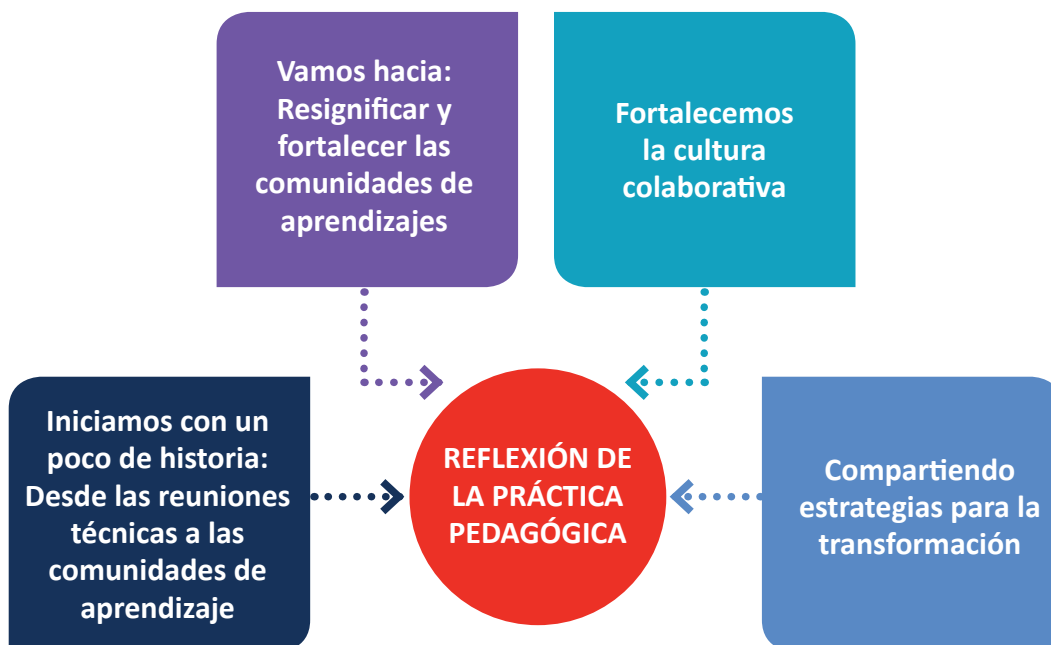 Vamos hacia:
Resignificar y
fortalecer las
comunidades de
aprendizajes
Fortalecemos
la cultura
colaborativa
Iniciamos con un
poco de historia:
Desde las reuniones
técnicas a las
comunidades de
aprendizaje
REFLEXIÓN DE
LA PRÁCTICA
PEDAGÓGICA
Compartiendo
estrategias para la
transformación